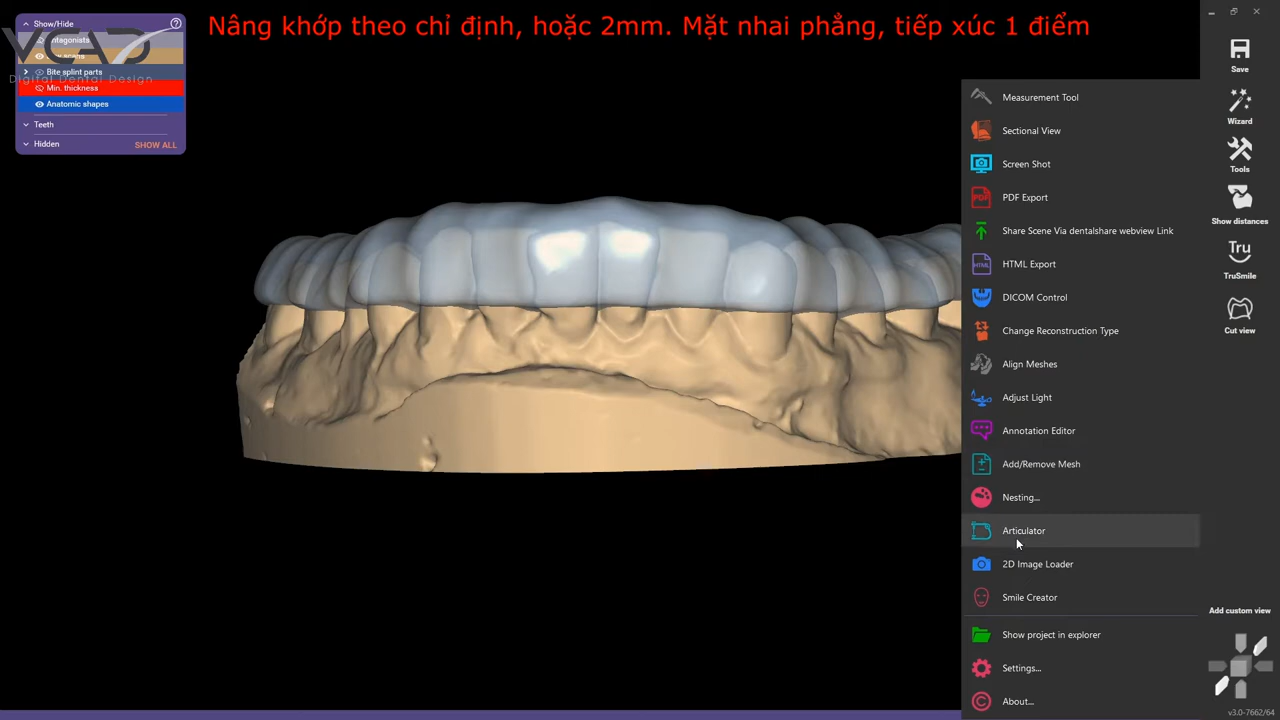 Nâng khớp theo chỉ định, hoặc 2mm. Mặt nhai phẳng, tiếp xúc 1 điểm
Show/Hide
VCAD
Digital Dental Design
Bite splint parts
Min. thickness
Anatomic shapes
Teeth
Hidden
SHOW ALL
Measurement Tool
Sectional View
Screen Shot
PDF Export
Share Scene Via dentalshare webview Link
HTML Export
DICOM Control
Change Reconstruction Type
Align Meshes
Adjust Light
Annotation Editor
Add/Remove Mesh
Nesting...
Articulator
2D Image Loader
Smile Creator
Show project in explorer
Settings...
About...
Save
Wizard
Tools
Show distances
Tru
TruSmile
Cut view
Add custom view
v3.0-7662/64